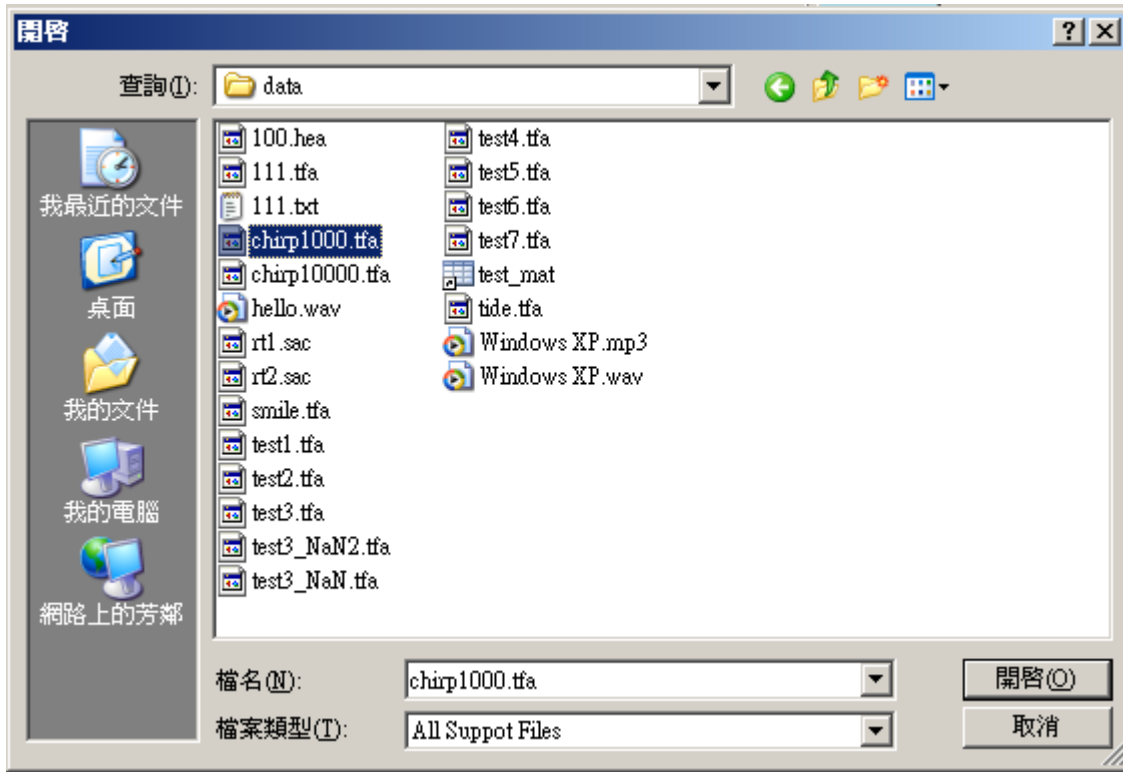 開啓
查詢(I):
data
我最近的文件
桌面
我的文件
我的電腦
網路上的芳鄰
100.hea
111.tfa
111.txt
chirp1000.tfa
chirp10000.tfa
hello.wav
rt1.sac
rt2.sac
smile.tfa
test1.tfa
test2.tfa
test3.tfa
test3_NaN2.tfa
test3_NaN.tfa
test4.tfa
test5.tfa
test6.tfa
test7.tfa
test_mat
tide.tfa
Windows XP.mp3
Windows XP.wav
檔名(N):
chirp1000.tfa
開啓(O)
檔案類型(T):
All Suppot Files
取消